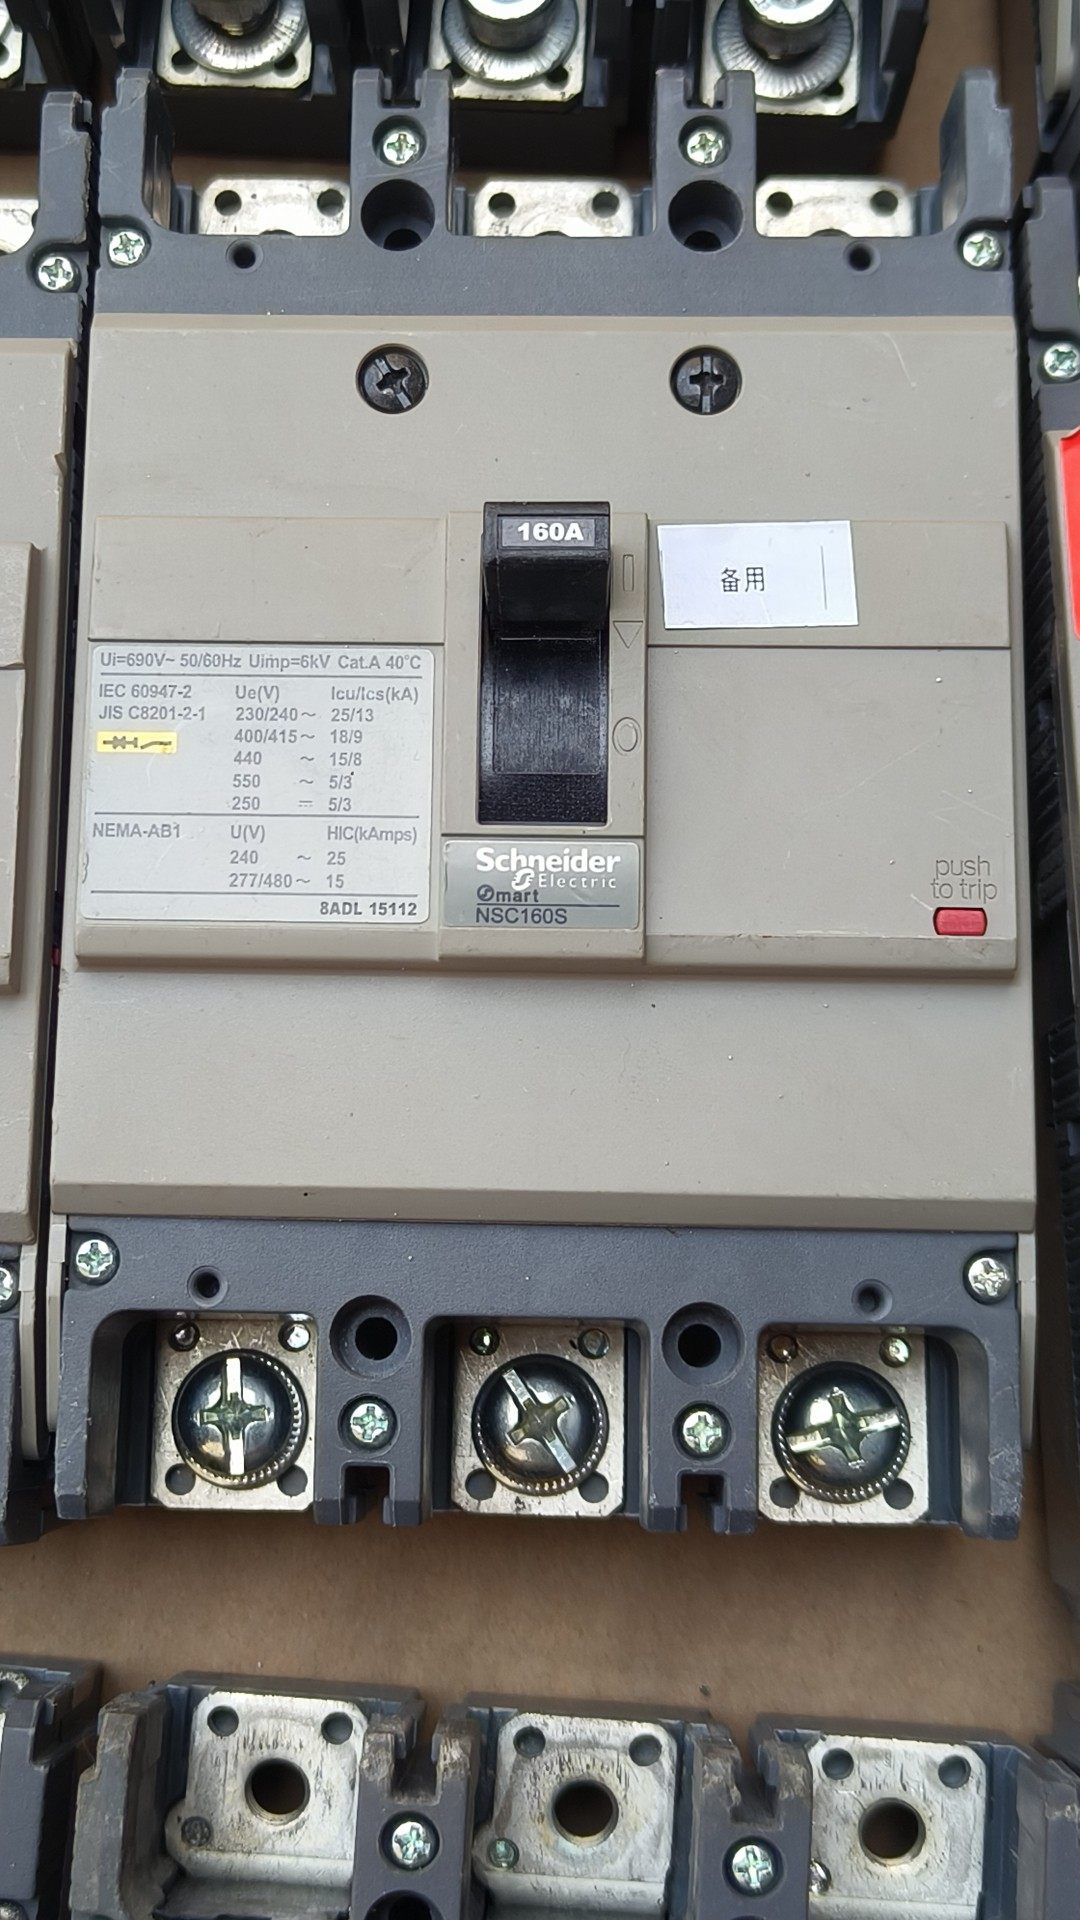 160A
备用
Ui=690V~ 50/60Hz Uimp=6kV Cat.A 40°C
IEC 60947-2 Ue(V) Icu/Ics(kA)
JIS C8201-2-1 230/240~ 25/13
400/415~ 18/9
440 ~ 15/8
550 ~ 5/3
250 ⎓ 5/3
NEMA-AB1 U(V) HIC(kAmps)
240 ~ 25
277/480~ 15
8ADL 15112
Schneider
Electric
Smart
NSC160S
push
to trip